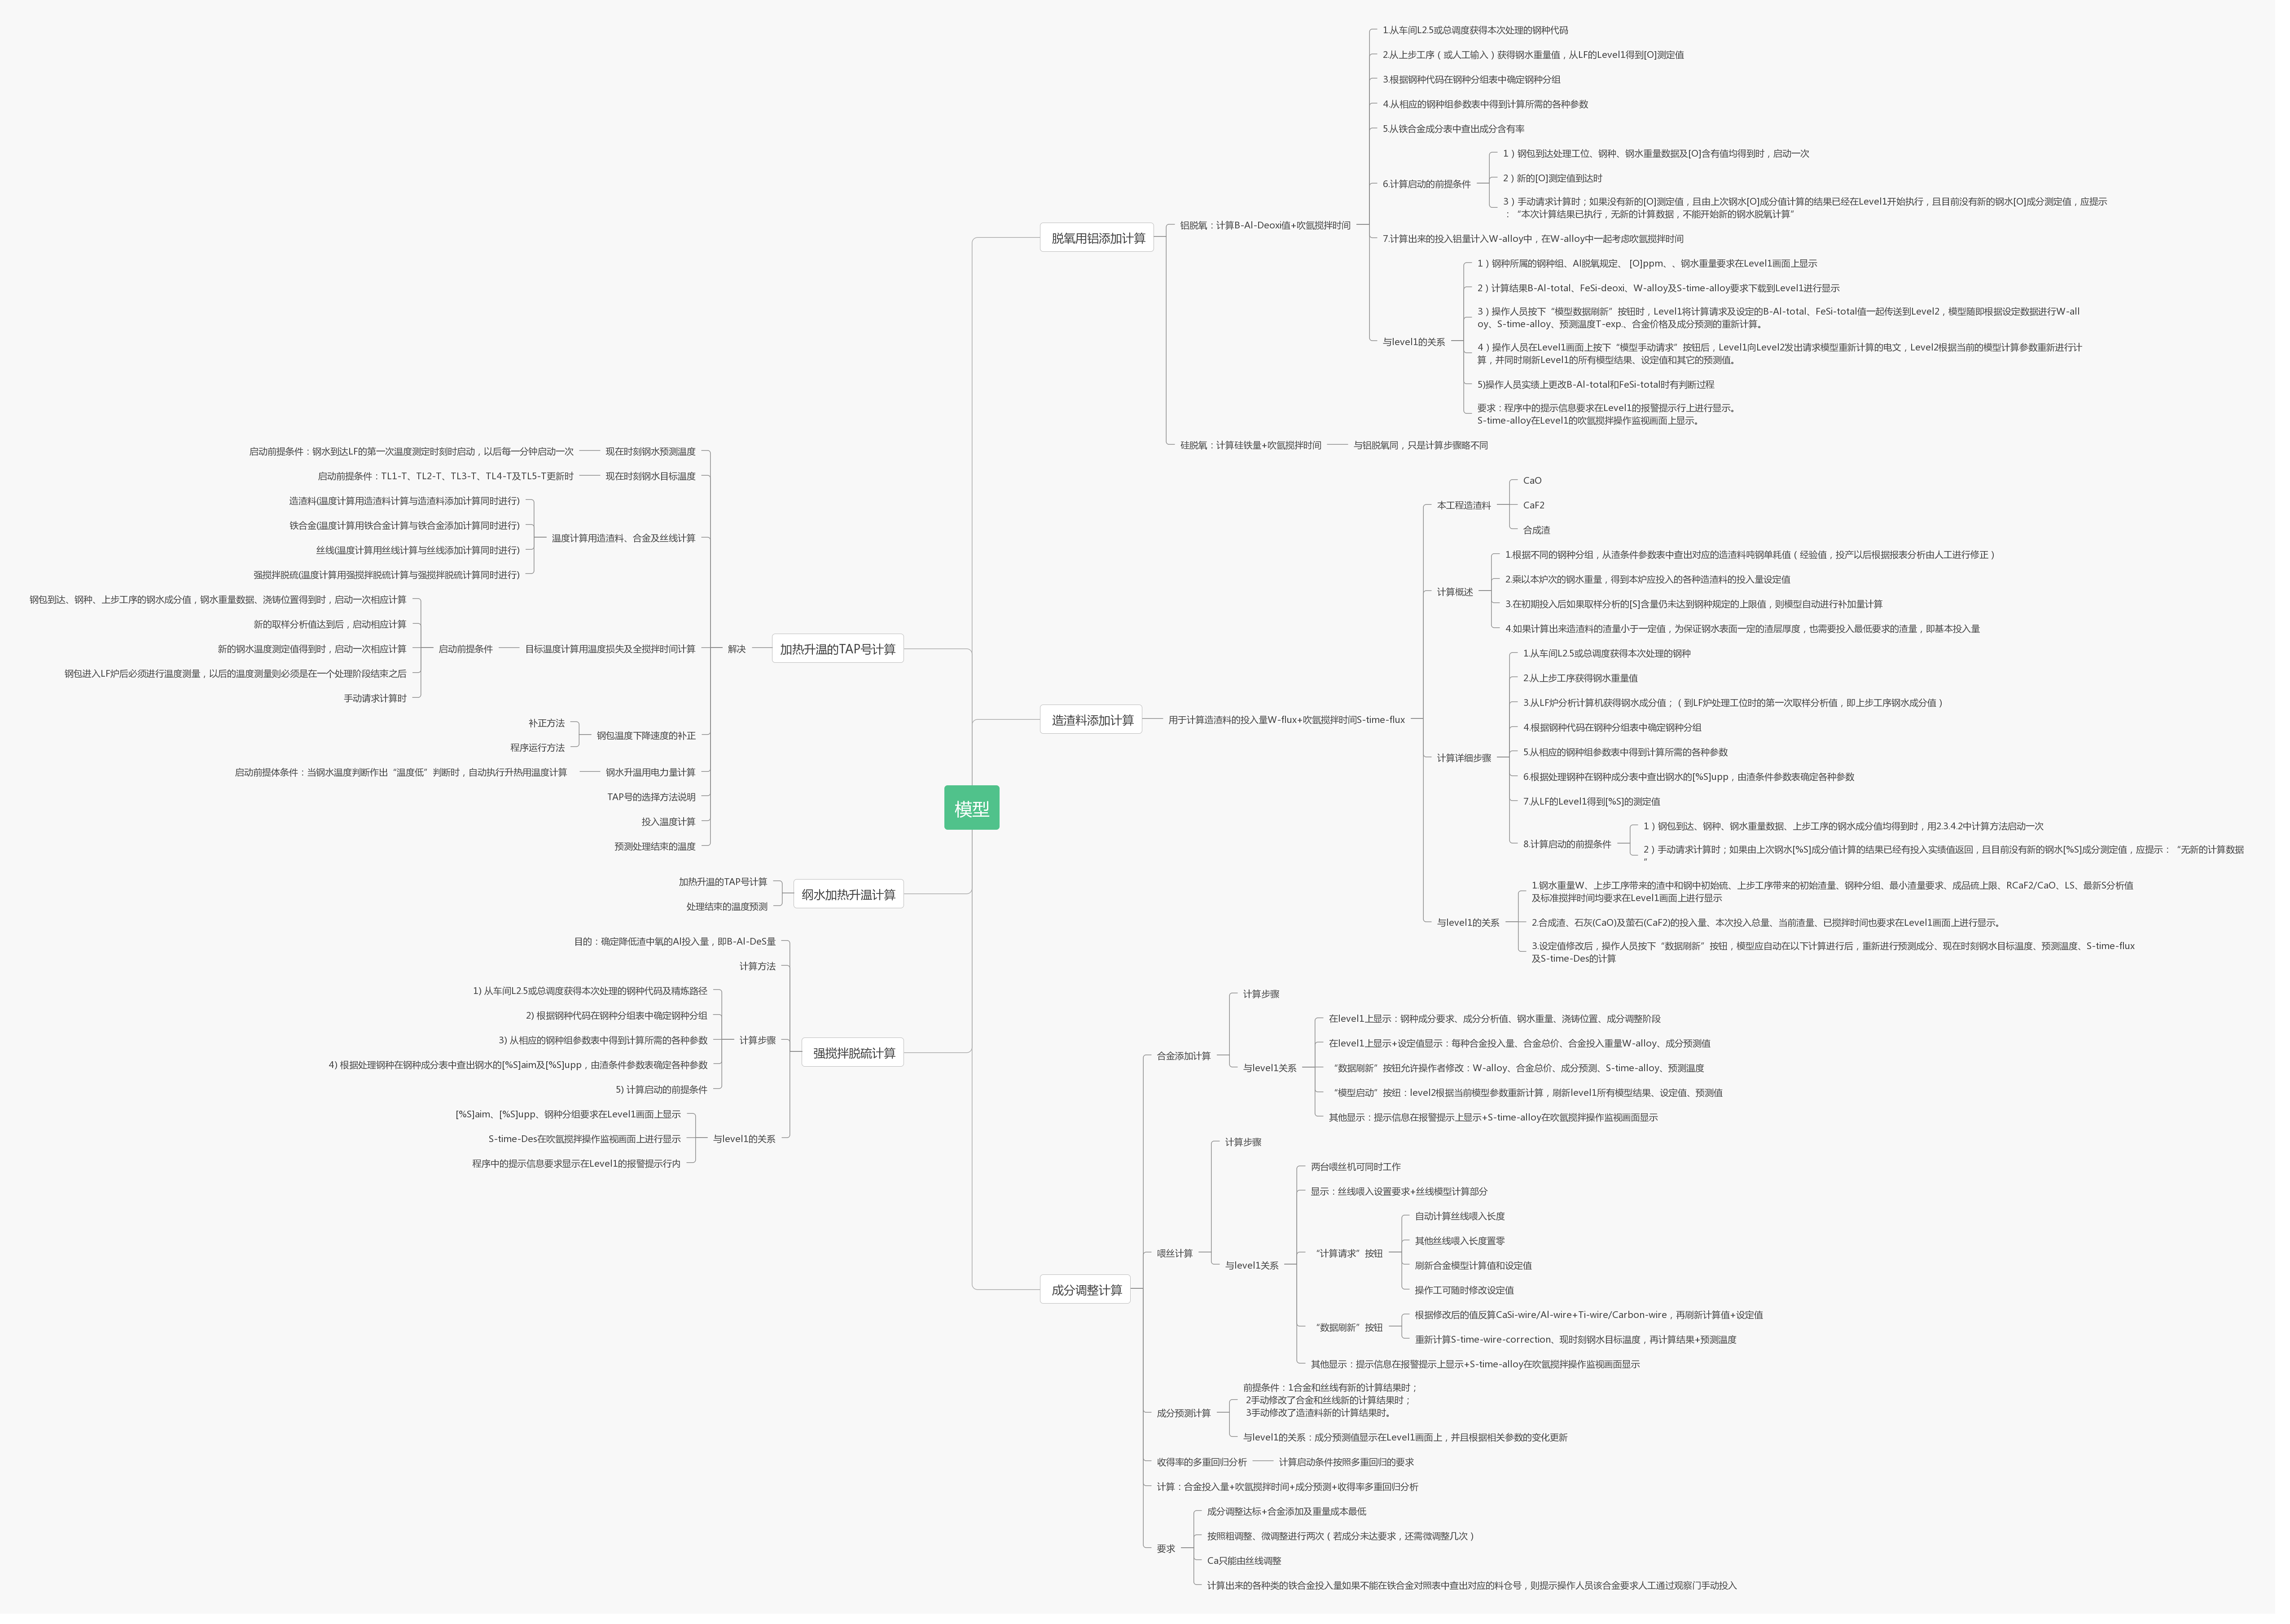 模型
脱氧用铝添加计算
铝脱氧：计算B-Al-Deoxi值+吹氩搅拌时间
1.从车间L2.5或总调度获得本次处理的钢种代码
2.从上步工序（或人工输入）获得钢水重量值，从LF的Level1得到[O]测定值
3.根据钢种代码在钢种分组表中确定钢种分组
4.从相应的钢种组参数表中得到计算所需的各种参数
5.从铁合金成分表中查出成分含有率
6.计算启动的前提条件
1）钢包到达处理工位、钢种、钢水重量数据及[O]含有值均得到时，启动一次
2）新的[O]测定值到达时
3）手动请求计算时；如果没有新的[O]测定值，且由上次钢水[O]成分值计算的结果已经在Level1开始执行，且目前没有新的钢水[O]成分测定值，应提示
：“本次计算结果已执行，无新的计算数据，不能开始新的钢水脱氧计算”
7.计算出来的投入铝量计入W-alloy中，在W-alloy中一起考虑吹氩搅拌时间
与level1的关系
1）钢种所属的钢种组、Al脱氧规定、 [O]ppm、、钢水重量要求在Level1画面上显示
2）计算结果B-Al-total、FeSi-deoxi、W-alloy及S-time-alloy要求下载到Level1进行显示
3）操作人员按下“模型数据刷新”按钮时，Level1将计算请求及设定的B-Al-total、FeSi-total值一起传送到Level2，模型随即根据设定数据进行W-all
oy、S-time-alloy、预测温度T-exp.、合金价格及成分预测的重新计算。
4）操作人员在Level1画面上按下“模型手动请求”按钮后，Level1向Level2发出请求模型重新计算的电文，Level2根据当前的模型计算参数重新进行计
算，并同时刷新Level1的所有模型结果、设定值和其它的预测值。
5)操作人员实绩上更改B-Al-total和FeSi-total时有判断过程
要求：程序中的提示信息要求在Level1的报警提示行上进行显示。
S-time-alloy在Level1的吹氩搅拌操作监视画面上显示。
硅脱氧：计算硅铁量+吹氩搅拌时间
与铝脱氧同，只是计算步骤略不同
造渣料添加计算
用于计算造渣料的投入量W-flux+吹氩搅拌时间S-time-flux
本工程造渣料
CaO
CaF2
合成渣
计算概述
1.根据不同的钢种分组，从渣条件参数表中查出对应的造渣料吨钢单耗值（经验值，投产以后根据报表分析由人工进行修正）
2.乘以本炉次的钢水重量，得到本炉应投入的各种造渣料的投入量设定值
3.在初期投入后如果取样分析的[S]含量仍未达到钢种规定的上限值，则模型自动进行补加量计算
4.如果计算出来造渣料的渣量小于一定值，为保证钢水表面一定的渣层厚度，也需要投入最低要求的渣量，即基本投入量
计算详细步骤
1.从车间L2.5或总调度获得本次处理的钢种
2.从上步工序获得钢水重量值
3.从LF炉分析计算机获得钢水成分值；（到LF炉处理工位时的第一次取样分析值，即上步工序钢水成分值）
4.根据钢种代码在钢种分组表中确定钢种分组
5.从相应的钢种组参数表中得到计算所需的各种参数
6.根据处理钢种在钢种成分表中查出钢水的[%S]upp，由渣条件参数表确定各种参数
7.从LF的Level1得到[%S]的测定值
8.计算启动的前提条件
1）钢包到达、钢种、钢水重量数据、上步工序的钢水成分值均得到时，用2.3.4.2中计算方法启动一次
2）手动请求计算时；如果由上次钢水[%S]成分值计算的结果已经有投入实绩值返回，且目前没有新的钢水[%S]成分测定值，应提示：“无新的计算数据
”
与level1的关系
1.钢水重量W、上步工序带来的渣中和钢中初始硫、上步工序带来的初始渣量、钢种分组、最小渣量要求、成品硫上限、RCaF2/CaO、LS、最新S分析值
及标准搅拌时间均要求在Level1画面上进行显示
2.合成渣、石灰(CaO)及萤石(CaF2)的投入量、本次投入总量、当前渣量、已搅拌时间也要求在Level1画面上进行显示。
3.设定值修改后，操作人员按下“数据刷新”按钮，模型应自动在以下计算进行后，重新进行预测成分、现在时刻钢水目标温度、预测温度、S-time-flux
及S-time-Des的计算
成分调整计算
合金添加计算
计算步骤
与level1关系
在level1上显示：钢种成分要求、成分分析值、钢水重量、浇铸位置、成分调整阶段
在level1上显示+设定值显示：每种合金投入量、合金总价、合金投入重量W-alloy、成分预测值
“数据刷新”按钮允许操作者修改：W-alloy、合金总价、成分预测、S-time-alloy、预测温度
“模型启动”按纽：level2根据当前模型参数重新计算，刷新level1所有模型结果、设定值、预测值
其他显示：提示信息在报警提示上显示+S-time-alloy在吹氩搅拌操作监视画面显示
喂丝计算
计算步骤
与level1关系
两台喂丝机可同时工作
显示：丝线喂入设置要求+丝线模型计算部分
“计算请求”按钮
自动计算丝线喂入长度
其他丝线喂入长度置零
刷新合金模型计算值和设定值
操作工可随时修改设定值
“数据刷新”按钮
根据修改后的值反算CaSi-wire/Al-wire+Ti-wire/Carbon-wire，再刷新计算值+设定值
重新计算S-time-wire-correction、现时刻钢水目标温度，再计算结果+预测温度
其他显示：提示信息在报警提示上显示+S-time-alloy在吹氩搅拌操作监视画面显示
成分预测计算
前提条件：1合金和丝线有新的计算结果时；
2手动修改了合金和丝线新的计算结果时；
3手动修改了造渣料新的计算结果时。
与level1的关系：成分预测值显示在Level1画面上，并且根据相关参数的变化更新
收得率的多重回归分析
计算启动条件按照多重回归的要求
计算：合金投入量+吹氩搅拌时间+成分预测+收得率多重回归分析
要求
成分调整达标+合金添加及重量成本最低
按照粗调整、微调整进行两次（若成分未达要求，还需微调整几次）
Ca只能由丝线调整
计算出来的各种类的铁合金投入量如果不能在铁合金对照表中查出对应的料仓号，则提示操作人员该合金要求人工通过观察门手动投入
加热升温的TAP号计算
解决
现在时刻钢水预测温度
启动前提条件：钢水到达LF的第一次温度测定时刻时启动，以后每一分钟启动一次
现在时刻钢水目标温度
启动前提条件：TL1-T、TL2-T、TL3-T、TL4-T及TL5-T更新时
温度计算用造渣料、合金及丝线计算
造渣料(温度计算用造渣料计算与造渣料添加计算同时进行)
铁合金(温度计算用铁合金计算与铁合金添加计算同时进行)
丝线(温度计算用丝线计算与丝线添加计算同时进行)
强搅拌脱硫(温度计算用强搅拌脱硫计算与强搅拌脱硫计算同时进行)
目标温度计算用温度损失及全搅拌时间计算
启动前提条件
钢包到达、钢种、上步工序的钢水成分值，钢水重量数据、浇铸位置得到时，启动一次相应计算
新的取样分析值达到后，启动相应计算
新的钢水温度测定值得到时，启动一次相应计算
钢包进入LF炉后必须进行温度测量，以后的温度测量则必须是在一个处理阶段结束之后
手动请求计算时
钢包温度下降速度的补正
补正方法
程序运行方法
钢水升温用电力量计算
启动前提体条件：当钢水温度判断作出“温度低”判断时，自动执行升热用温度计算
TAP号的选择方法说明
投入温度计算
预测处理结束的温度
纲水加热升温计算
加热升温的TAP号计算
处理结束的温度预测
强搅拌脱硫计算
目的：确定降低渣中氧的Al投入量，即B-Al-DeS量
计算方法
计算步骤
1) 从车间L2.5或总调度获得本次处理的钢种代码及精炼路径
2) 根据钢种代码在钢种分组表中确定钢种分组
3) 从相应的钢种组参数表中得到计算所需的各种参数
4) 根据处理钢种在钢种成分表中查出钢水的[%S]aim及[%S]upp，由渣条件参数表确定各种参数
5) 计算启动的前提条件
与level1的关系
[%S]aim、[%S]upp、钢种分组要求在Level1画面上显示
S-time-Des在吹氩搅拌操作监视画面上进行显示
程序中的提示信息要求显示在Level1的报警提示行内